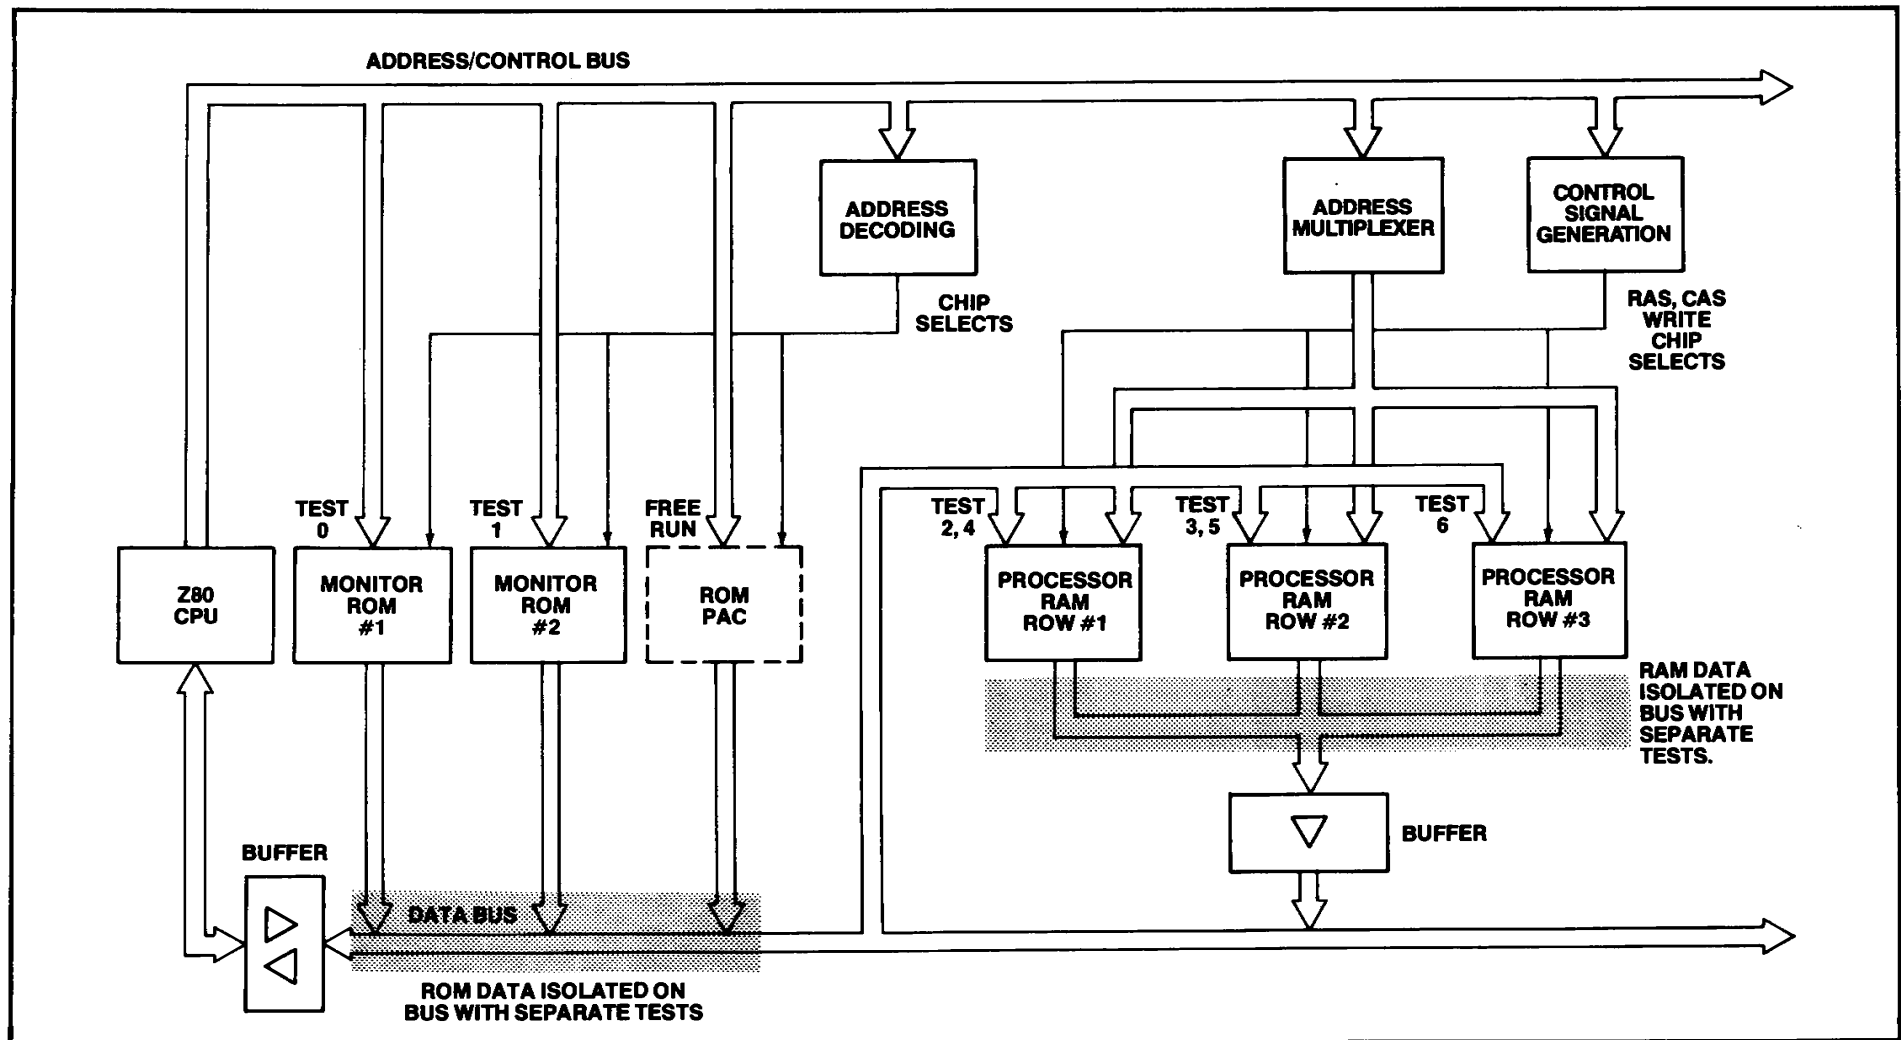 ADDRESS/CONTROL BUS
ADDRESS
DECODING
ADDRESS
MULTIPLEXER
CONTROL
SIGNAL
GENERATION
CHIP
SELECTS
RAS, CAS
WRITE
CHIP
SELECTS
TEST
0
TEST
1
FREE
RUN
TEST
2, 4
TEST
3, 5
TEST
6
Z80
CPU
MONITOR
ROM
#1
MONITOR
ROM
#2
ROM
PAC
PROCESSOR
RAM
ROW #1
PROCESSOR
RAM
ROW #2
PROCESSOR
RAM
ROW #3
RAM DATA
ISOLATED ON
BUS WITH
SEPARATE
TESTS.
BUFFER
BUFFER
DATA BUS
ROM DATA ISOLATED ON
BUS WITH SEPARATE TESTS